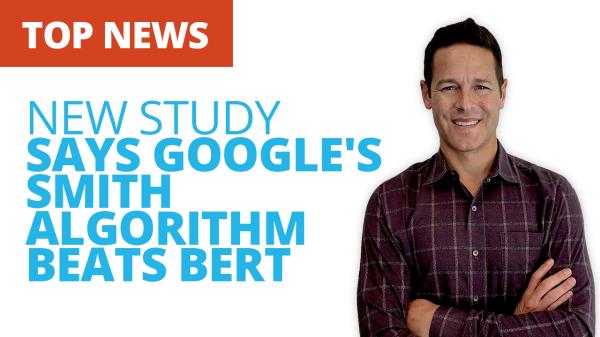 TOP NEWS
NEW STUDY
SAYS GOOGLE'S
SMITH
ALGORITHM
BEATS BERT